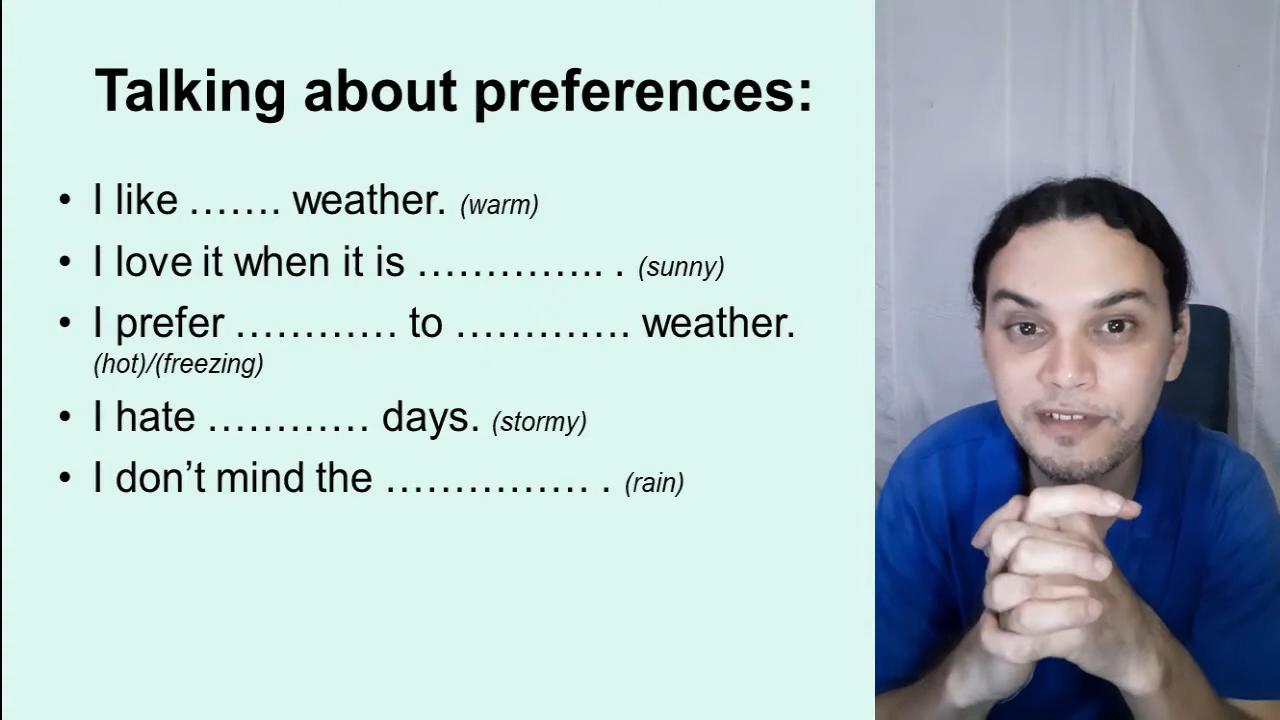 Talking about preferences:
• I like ……. weather. (warm)
• I love it when it is ………….. . (sunny)
• I prefer ………… to …………. weather.
(hot)/(freezing)
• I hate ………… days. (stormy)
• I don’t mind the …………… . (rain)